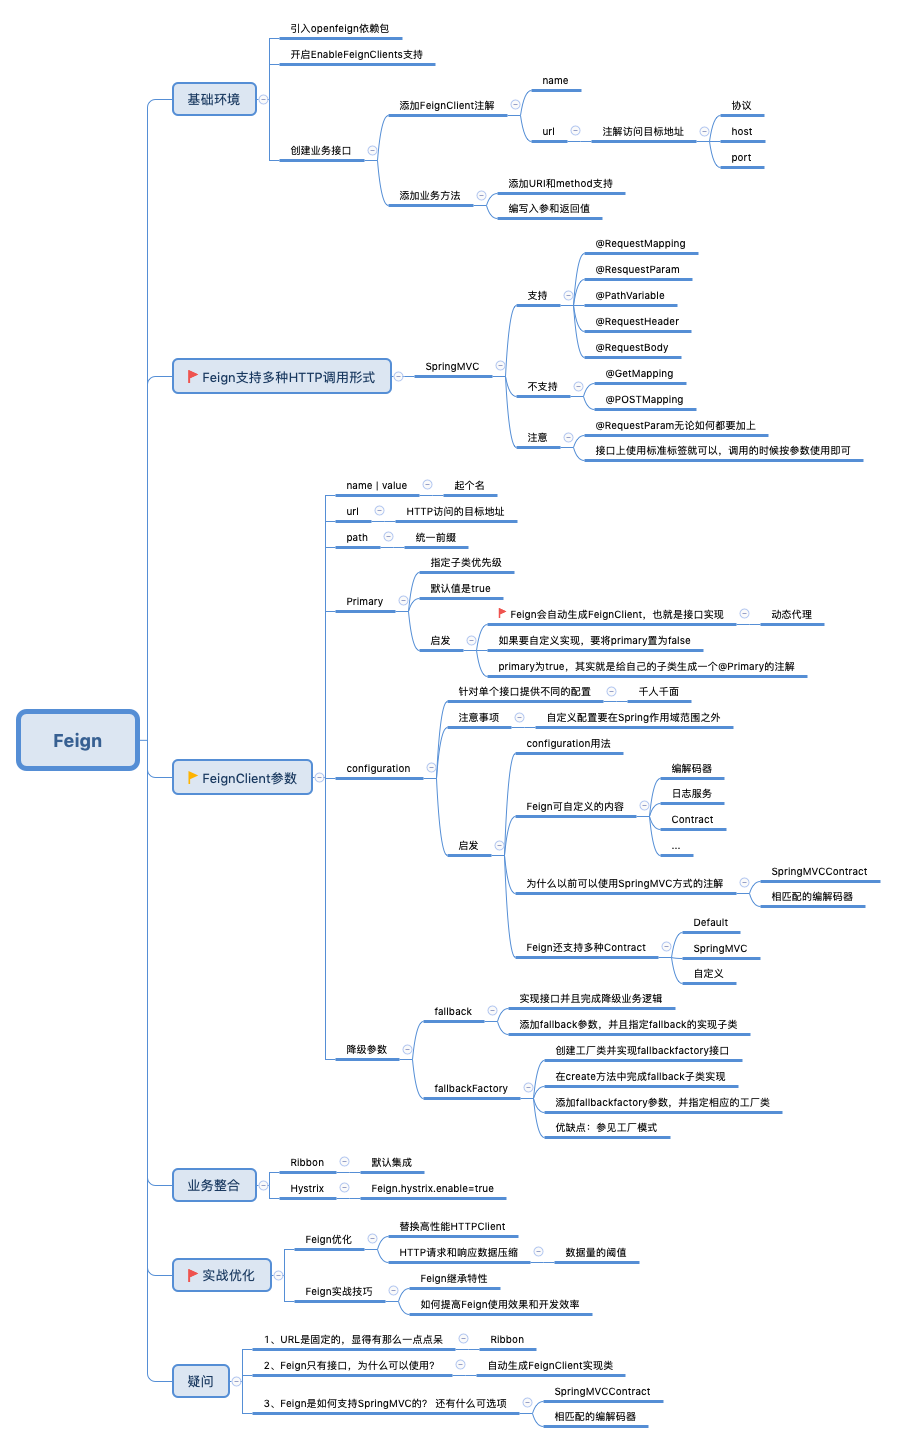 Feign
基础环境
引入openfeign依赖包
开启EnableFeignClients支持
创建业务接口
添加FeignClient注解
name
url
注解访问目标地址
协议
host
port
添加业务方法
添加URI和method支持
编写入参和返回值
Feign支持多种HTTP调用形式
SpringMVC
支持
@RequestMapping
@ResquestParam
@PathVariable
@RequestHeader
@RequestBody
不支持
@GetMapping
@POSTMapping
注意
@RequestParam无论如何都要加上
接口上使用标准标签就可以，调用的时候按参数使用即可
FeignClient参数
name | value
起个名
url
HTTP访问的目标地址
path
统一前缀
Primary
指定子类优先级
默认值是true
启发
Feign会自动生成FeignClient，也就是接口实现
动态代理
如果要自定义实现，要将primary置为false
primary为true，其实就是给自己的子类生成一个@Primary的注解
configuration
针对单个接口提供不同的配置
千人千面
注意事项
自定义配置要在Spring作用域范围之外
启发
configuration用法
Feign可自定义的内容
编解码器
日志服务
Contract
...
为什么以前可以使用SpringMVC方式的注解
SpringMVCContract
相匹配的编解码器
Feign还支持多种Contract
Default
SpringMVC
自定义
降级参数
fallback
实现接口并且完成降级业务逻辑
添加fallback参数，并且指定fallback的实现子类
fallbackFactory
创建工厂类并实现fallbackfactory接口
在create方法中完成fallback子类实现
添加fallbackfactory参数，并指定相应的工厂类
优缺点：参见工厂模式
业务整合
Ribbon
默认集成
Hystrix
Feign.hystrix.enable=true
实战优化
Feign优化
替换高性能HTTPClient
HTTP请求和响应数据压缩
数据量的阈值
Feign实战技巧
Feign继承特性
如何提高Feign使用效果和开发效率
疑问
1、URL是固定的，显得有那么一点点呆
Ribbon
2、Feign只有接口，为什么可以使用？
自动生成FeignClient实现类
3、Feign是如何支持SpringMVC的？ 还有什么可选项
SpringMVCContract
相匹配的编解码器